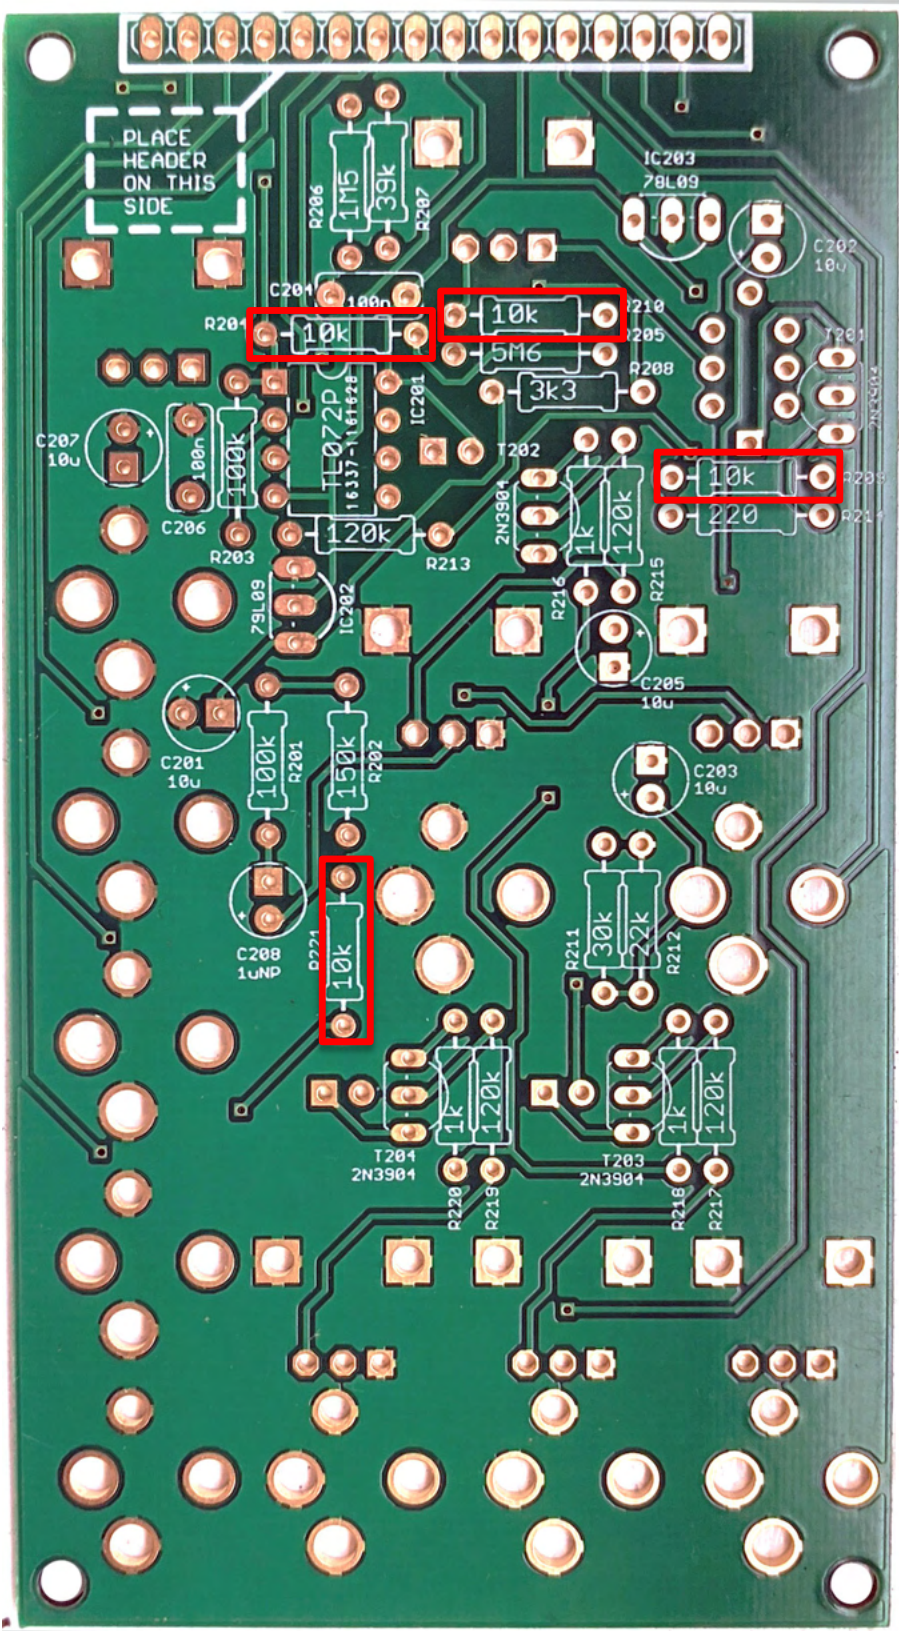 PLACE
HEADER
ON THIS
SIDE
R206
1M5
39k
R207
IC203
78L09
C202
10u
C204
100n
R204
10k
10k
R210
5M6
R205
3k3
R208
T201
2N3904
C207
10u
100n
C206
100k
R203
TL072P
16337-1161628
IC201
120k
R213
T202
2N3904
1k
120k
R216
R215
10k
R209
220
R214
79L09
IC202
C205
10u
C201
10u
100k
R201
150k
R202
C203
10u
C208
1uNP
R221
10k
R211
30k
22k
R212
T204
2N3904
1k
120k
R220
R219
T203
2N3904
1k
120k
R218
R217